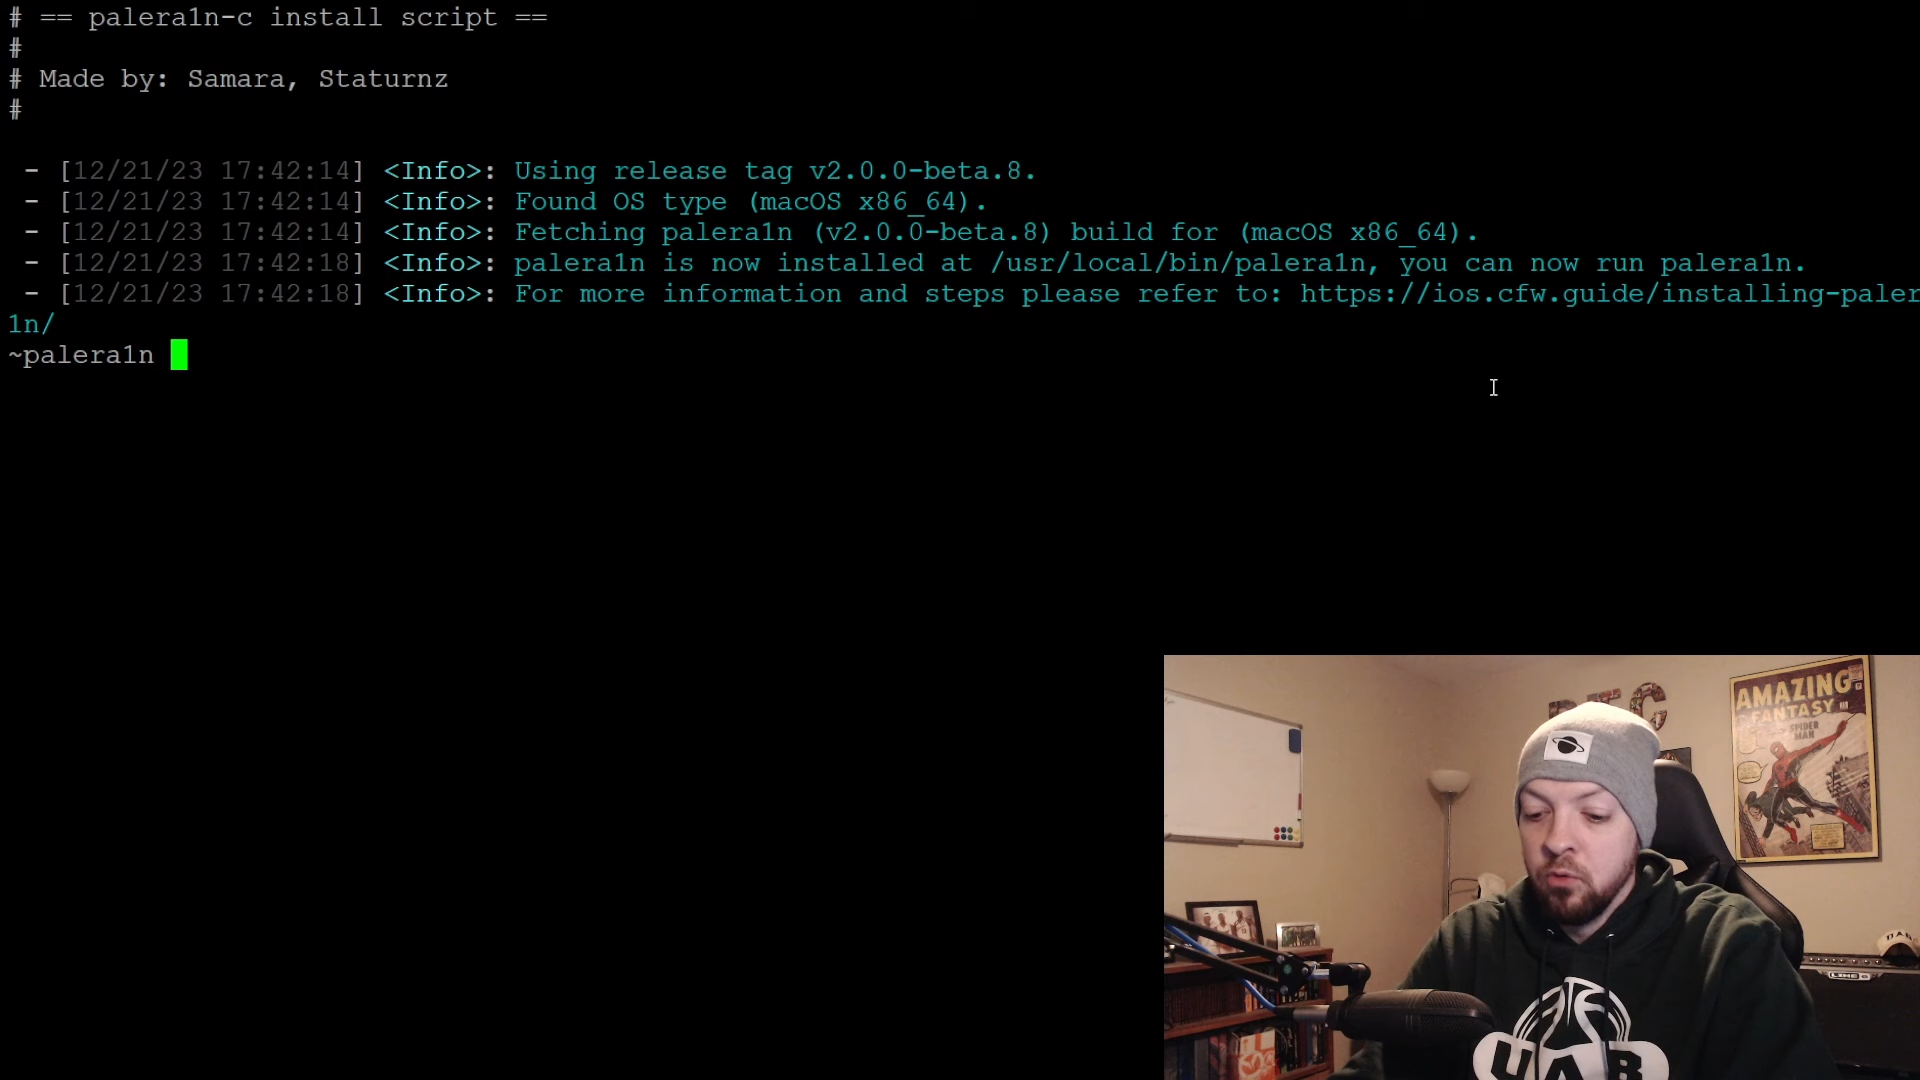 # == palera1n-c install script ==
#
# Made by: Samara, Staturnz
#
- [12/21/23 17:42:14] <Info>: Using release tag v2.0.0-beta.8.
- [12/21/23 17:42:14] <Info>: Found OS type (macOS x86_64).
- [12/21/23 17:42:14] <Info>: Fetching palera1n (v2.0.0-beta.8) build for (macOS x86_64).
- [12/21/23 17:42:18] <Info>: palera1n is now installed at /usr/local/bin/palera1n, you can now run palera1n.
- [12/21/23 17:42:18] <Info>: For more information and steps please refer to: https://ios.cfw.guide/installing-paler
1n/
~palera1n
AMAZING
FANTASY
SPIDER
MAN
LINE 6
UAB